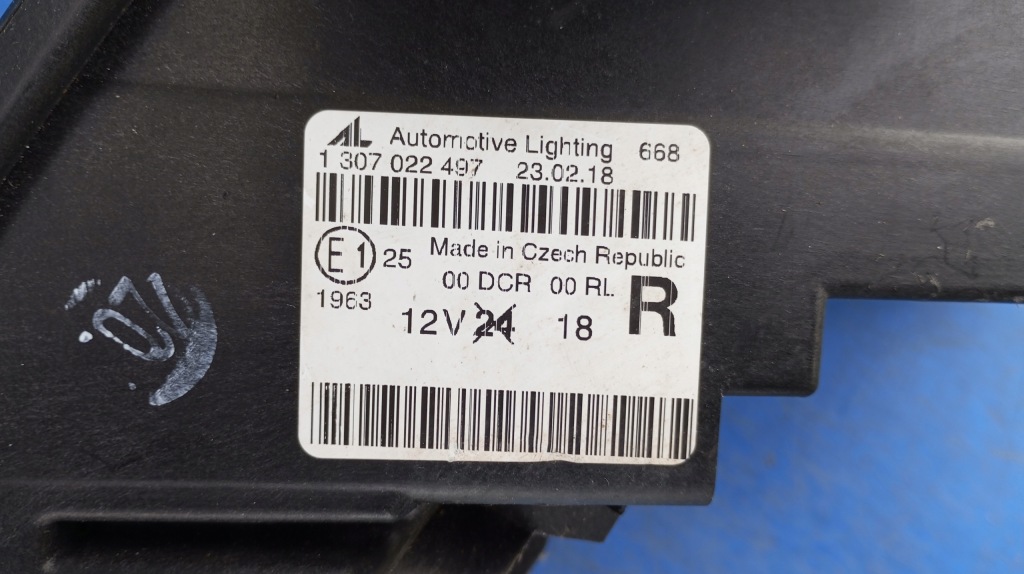 AL Automotive Lighting 668
1 307 022 497 23.02.18
E1 25 Made in Czech Republic
00 DCR 00 RL R
1963
12V 24 18